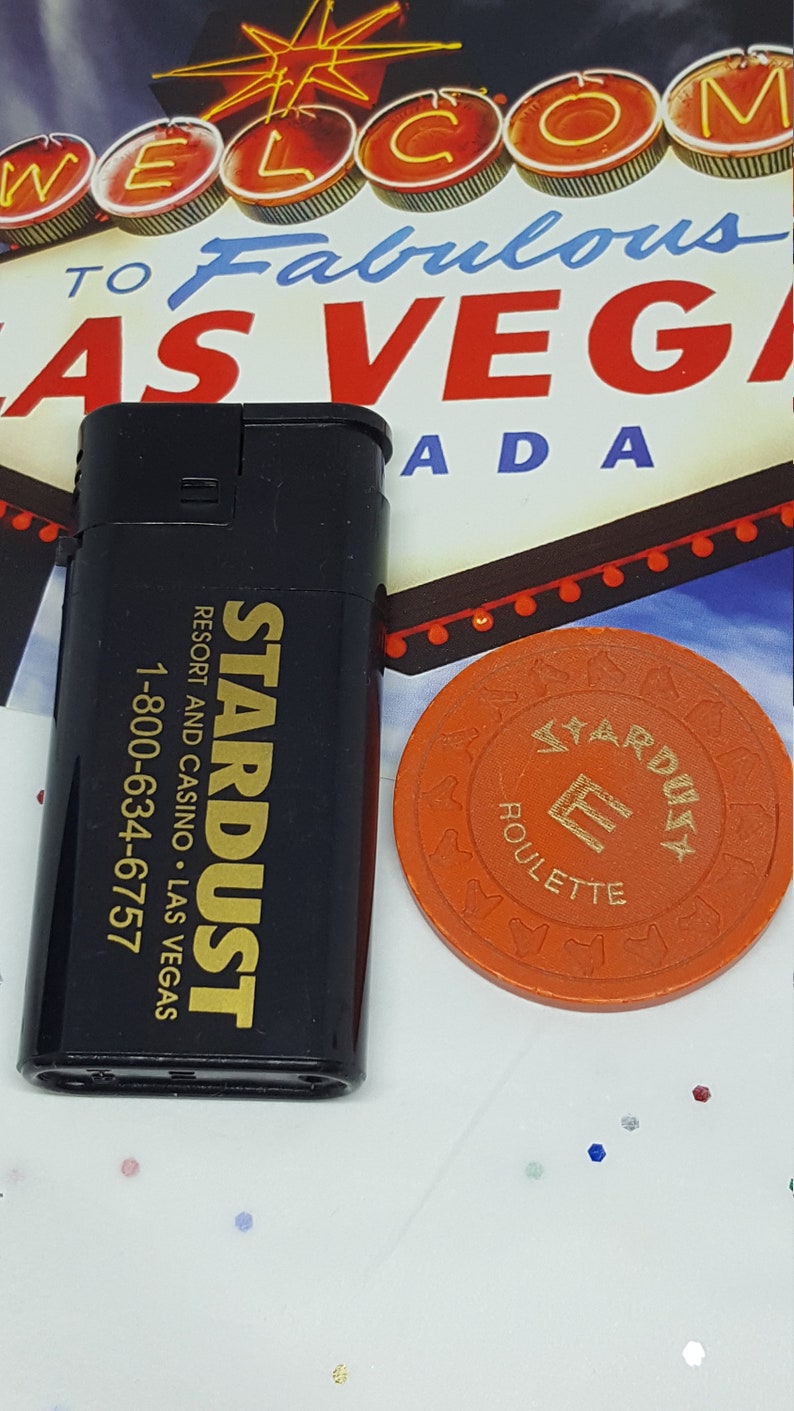 WELCOM
TO Fabulous
LAS VEGA
ADA
STARDUST
RESORT AND CASINO • LAS VEGAS
1-800-634-6757
STARDUST
E
ROULETTE